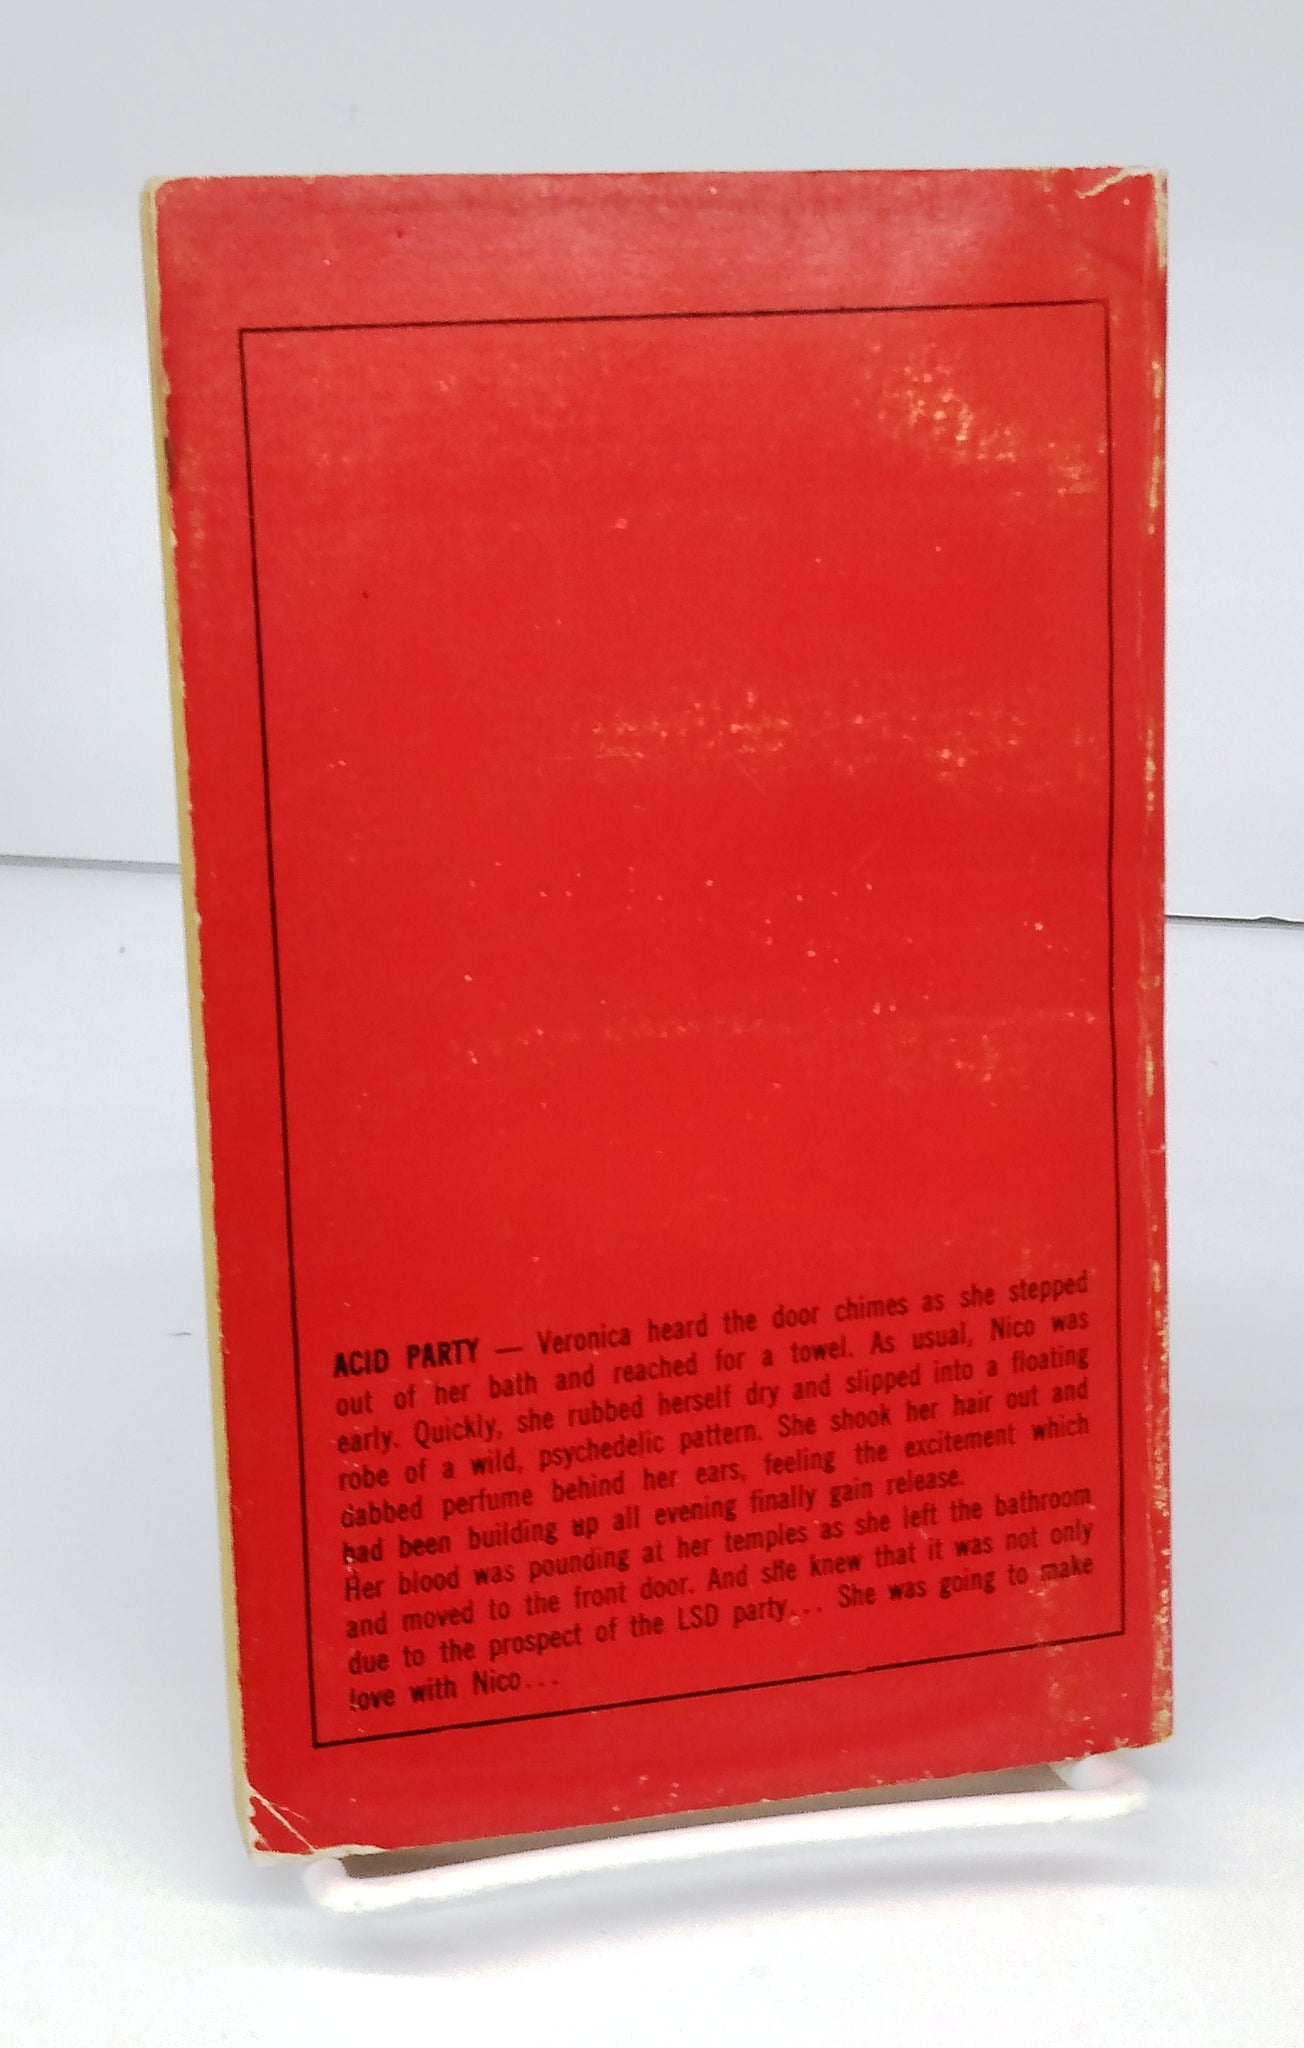 ACID PARTY — Veronica heard the door chimes as she stepped
out of her bath and reached for a towel. As usual, Nico was
early. Quickly, she rubbed herself dry and slipped into a floating
robe of a wild, psychedelic pattern. She shook her hair out and
dabbed perfume behind her ears, feeling the excitement which
had been building up all evening finally gain release.
Her blood was pounding at her temples as she left the bathroom
and moved to the front door. And she knew that it was not only
due to the prospect of the LSD party... She was going to make
love with Nico...